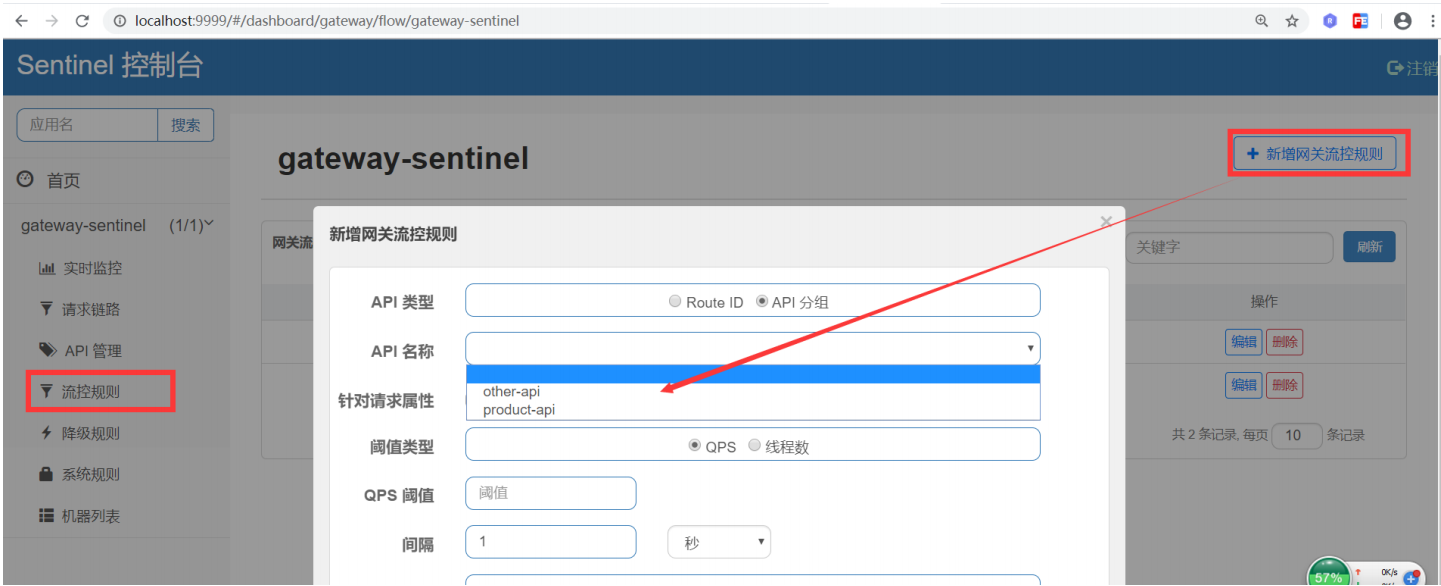 localhost:9999/#/dashboard/gateway/flow/gateway-sentinel
Sentinel 控制台
注销
应用名
搜索
首页
gateway-sentinel (1/1)
实时监控
请求链路
API 管理
流控规则
降级规则
系统规则
机器列表
gateway-sentinel
+ 新增网关流控规则
网关流
关键字
刷新
操作
编辑 删除
编辑 删除
共 2 条记录, 每页 10 条记录
新增网关流控规则
×
API 类型
Route ID API 分组
API 名称
other-api
product-api
针对请求属性
阈值类型
QPS 线程数
QPS 阈值
阈值
间隔
1
秒
57%
0K/s